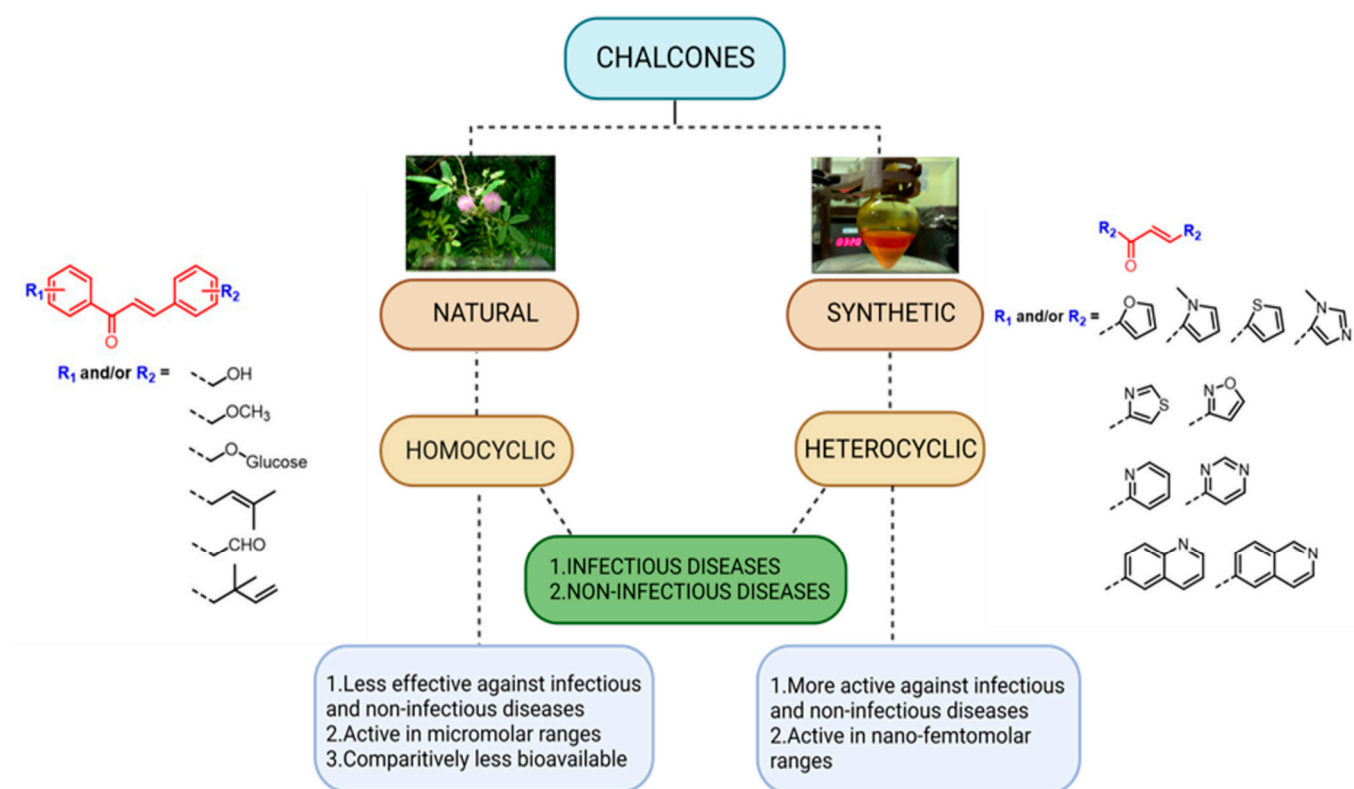 CHALCONES
NATURAL
SYNTHETIC
HOMOCYCLIC
HETEROCYCLIC
1.INFECTIOUS DISEASES
2.NON-INFECTIOUS DISEASES
1.Less effective against infectious
and non-infectious diseases
2.Active in micromolar ranges
3.Comparitively less bioavailable
1.More active against infectious
and non-infectious diseases
2.Active in nano-femtomolar
ranges
R1
R2
O
R1 and/or R2 =
OH
OCH3
O
Glucose
CHO
R2
R2
O
R1 and/or R2 =
O
N
S
N
N
N
S
N
O
N
N
N
N
N